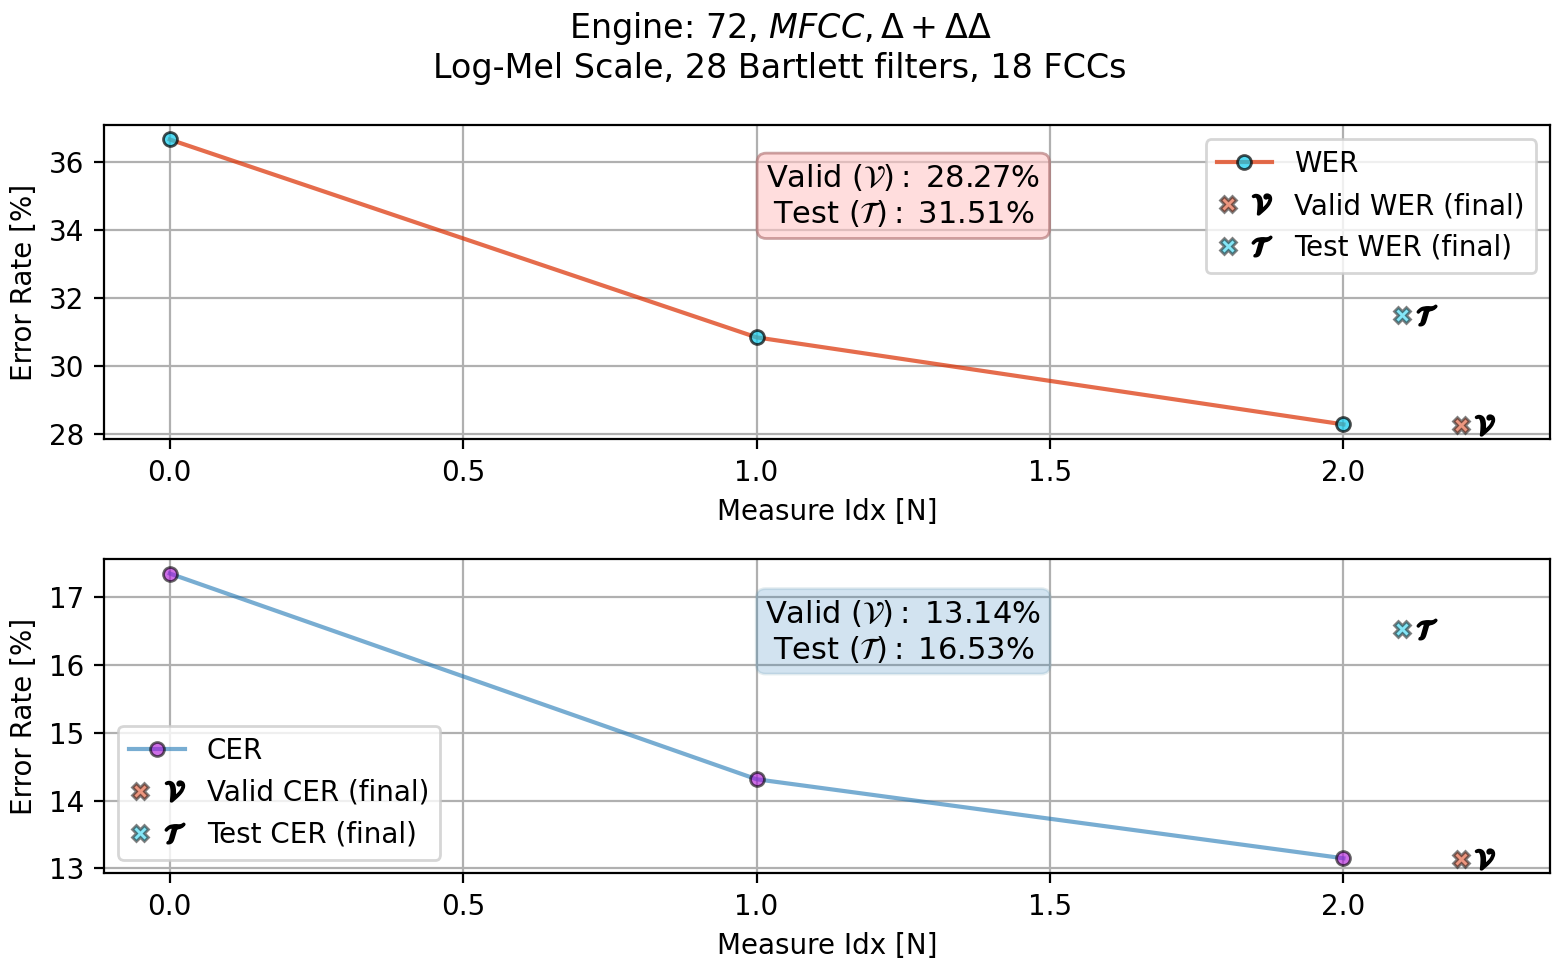 Engine: 72, MFCC, Δ + ΔΔ
Log-Mel Scale, 28 Bartlett filters, 18 FCCs
Error Rate [%]
36
34
32
30
28
Valid (𝒱) : 28.27%
Test (𝒯) : 31.51%
WER
𝒱 Valid WER (final)
𝒯 Test WER (final)
𝒯
𝒱
0.0 0.5 1.0 1.5 2.0
Measure Idx [N]
Error Rate [%]
17
16
15
14
13
Valid (𝒱) : 13.14%
Test (𝒯) : 16.53%
𝒯
CER
𝒱 Valid CER (final)
𝒯 Test CER (final)
𝒱
0.0 0.5 1.0 1.5 2.0
Measure Idx [N]